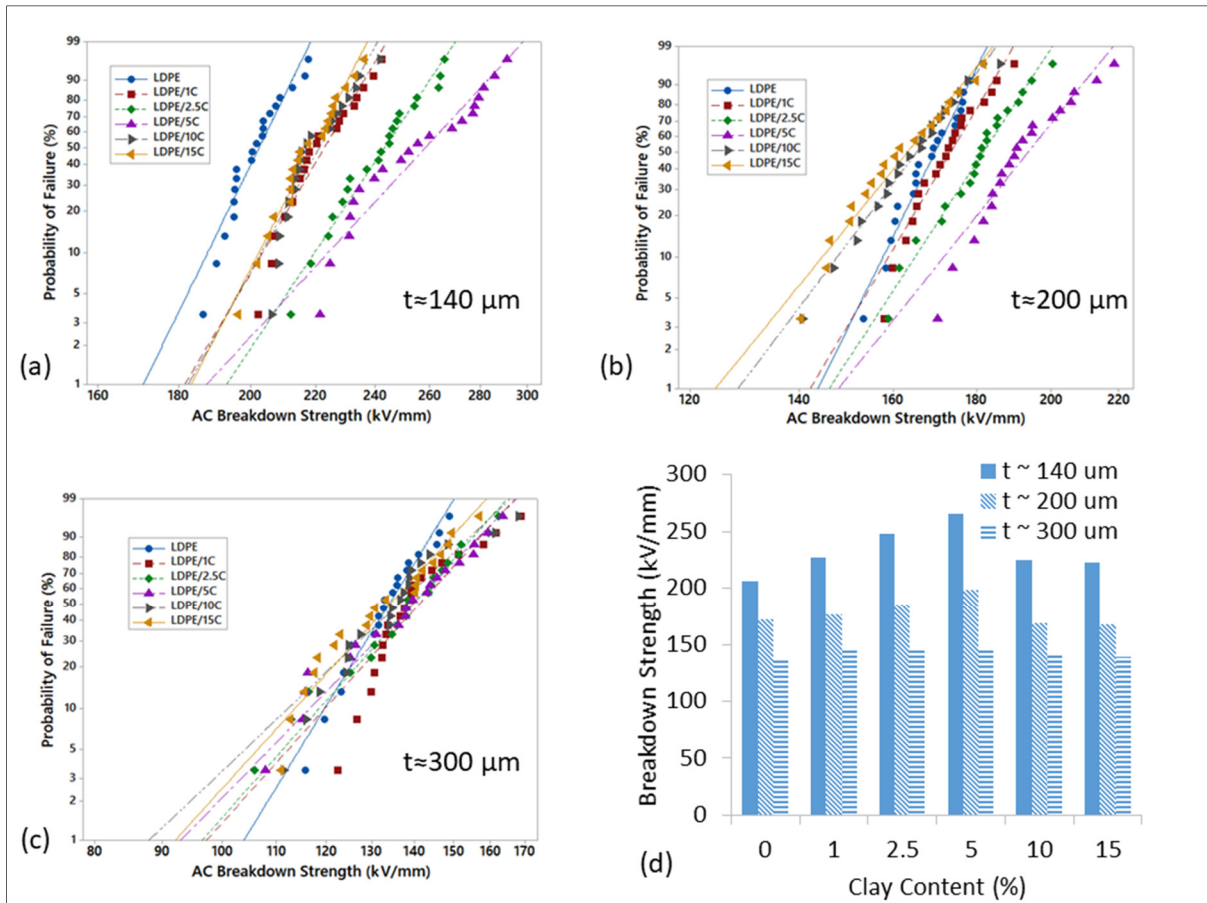 99
90
80
70
60
50
40
30
20
10
5
3
2
1
Probability of Failure (%)
LDPE
LDPE/1C
LDPE/2.5C
LDPE/5C
LDPE/10C
LDPE/15C
t≈140 µm
(a)
160 180 200 220 240 260 280 300
AC Breakdown Strength (kV/mm)
99
90
80
70
60
50
40
30
20
10
5
3
2
1
Probability of Failure (%)
LDPE
LDPE/1C
LDPE/2.5C
LDPE/5C
LDPE/10C
LDPE/15C
t≈200 µm
(b)
120 140 160 180 200 220
AC Breakdown Strength (kV/mm)
99
90
80
70
60
50
40
30
20
10
5
3
2
1
Probability of Failure (%)
LDPE
LDPE/1C
LDPE/2.5C
LDPE/5C
LDPE/10C
LDPE/15C
t≈300 µm
(c)
80 90 100 110 120 130 140 150 160 170
AC Breakdown Strength (kV/mm)
300
250
200
150
100
50
0
Breakdown Strength (kV/mm)
t ~ 140 um
t ~ 200 um
t ~ 300 um
0 1 2.5 5 10 15
(d)
Clay Content (%)